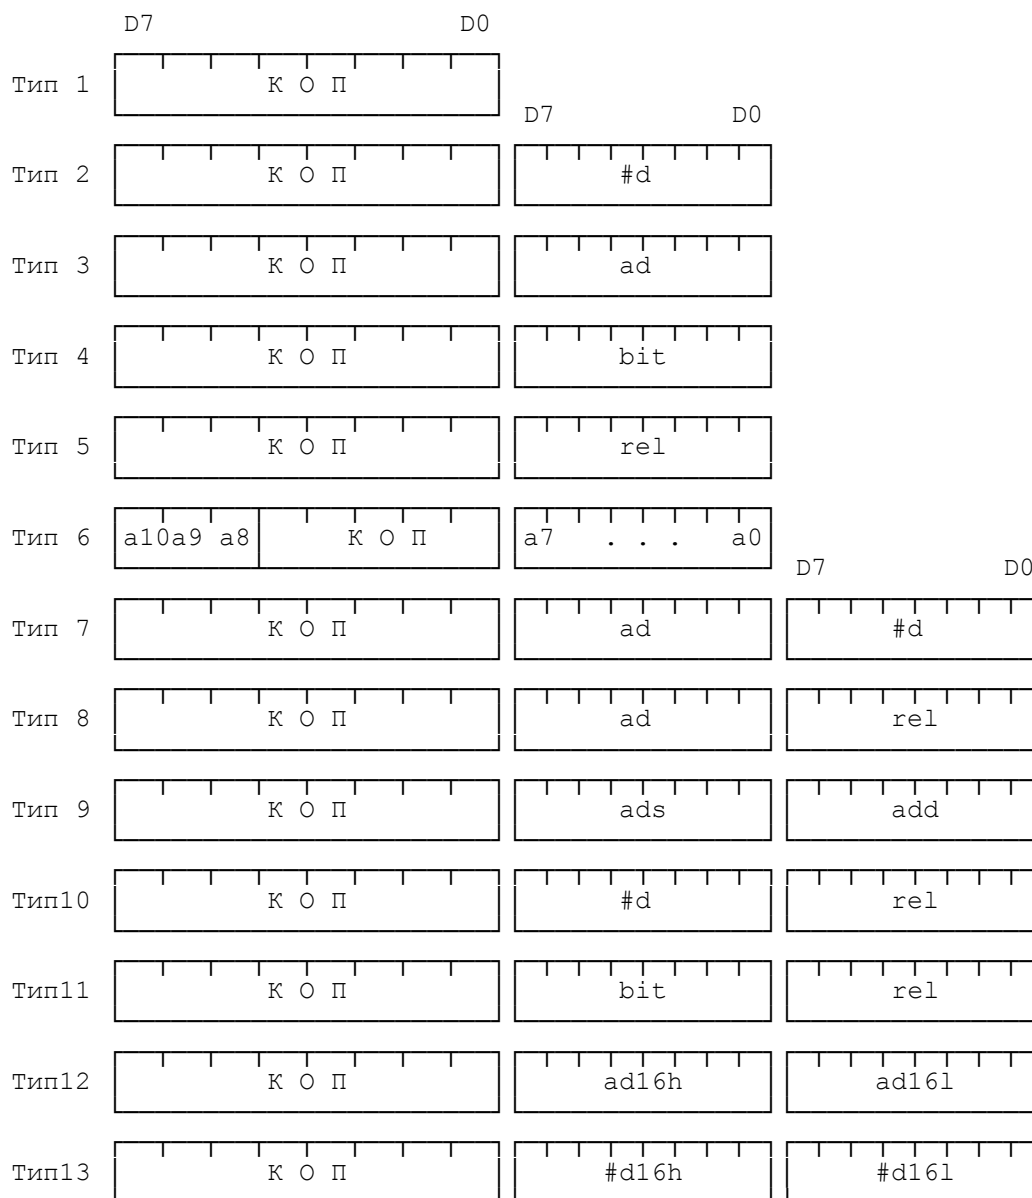 D7 D0
Тип 1 К О П
D7 D0
Тип 2 К О П #d
Тип 3 К О П ad
Тип 4 К О П bit
Тип 5 К О П rel
Тип 6 a10a9 a8 К О П a7 . . . a0
D7 D0
Тип 7 К О П ad #d
Тип 8 К О П ad rel
Тип 9 К О П ads add
Тип10 К О П #d rel
Тип11 К О П bit rel
Тип12 К О П ad16h ad16l
Тип13 К О П #d16h #d16l